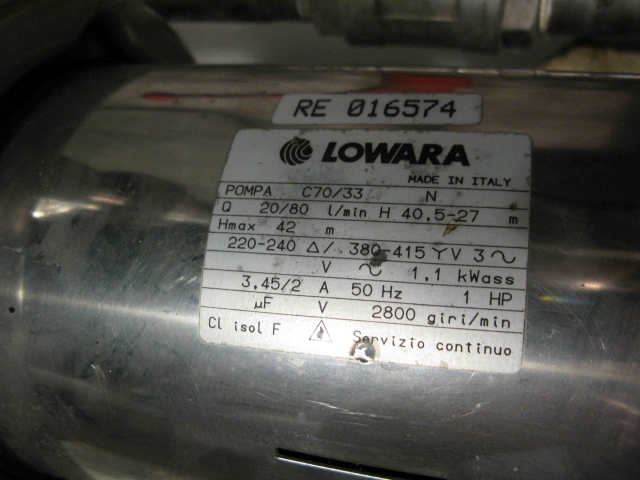 RE 016574
LOWARA
MADE IN ITALY
POMPA C70/33 N
Q 20/80 l/min H 40,5-27 m
Hmax 42 m
220-240 Δ/ 380-415 Y V 3 ~
V ~ 1,1 kWass
3,45/2 A 50 Hz 1 HP
µF V 2800 giri/min
Cl isol F Servizio continuo